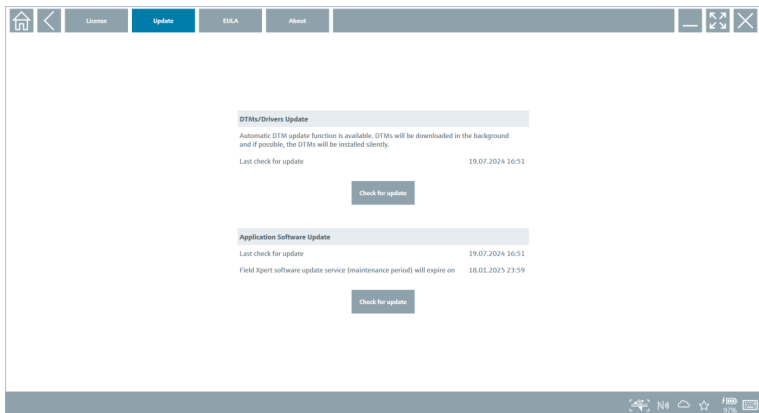 License
Update
EULA
About
DTMs/Drivers Update
Automatic DTM update function is available. DTMs will be downloaded in the background
and if possible, the DTMs will be installed silently.
Last check for update 19.07.2024 16:51
Check for update
Application Software Update
Last check for update 19.07.2024 16:51
Field Xpert software update service (maintenance period) will expire on 18.01.2025 23:59
Check for update
97%